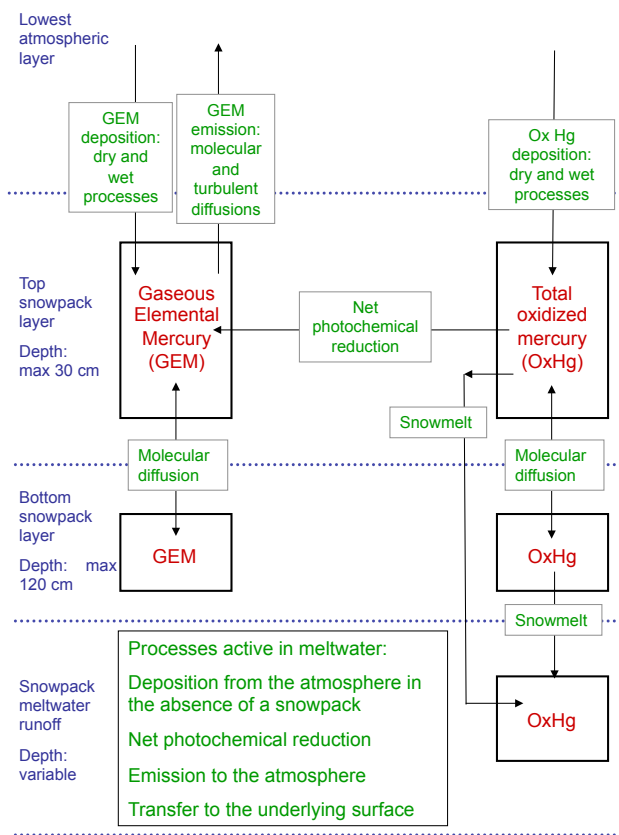 Lowest
atmospheric
layer
GEM
deposition:
dry and
wet
processes
GEM
emission:
molecular
and
turbulent
diffusions
Ox Hg
deposition:
dry and wet
processes
Top
snowpack
layer
Depth:
max 30 cm
Gaseous
Elemental
Mercury
(GEM)
Net
photochemical
reduction
Total
oxidized
mercury
(OxHg)
Snowmelt
Molecular
diffusion
Molecular
diffusion
Bottom
snowpack
layer
Depth: max
120 cm
GEM
OxHg
Snowmelt
Snowpack
meltwater
runoff
Depth:
variable
Processes active in meltwater:
Deposition from the atmosphere in
the absence of a snowpack
Net photochemical reduction
Emission to the atmosphere
Transfer to the underlying surface
OxHg